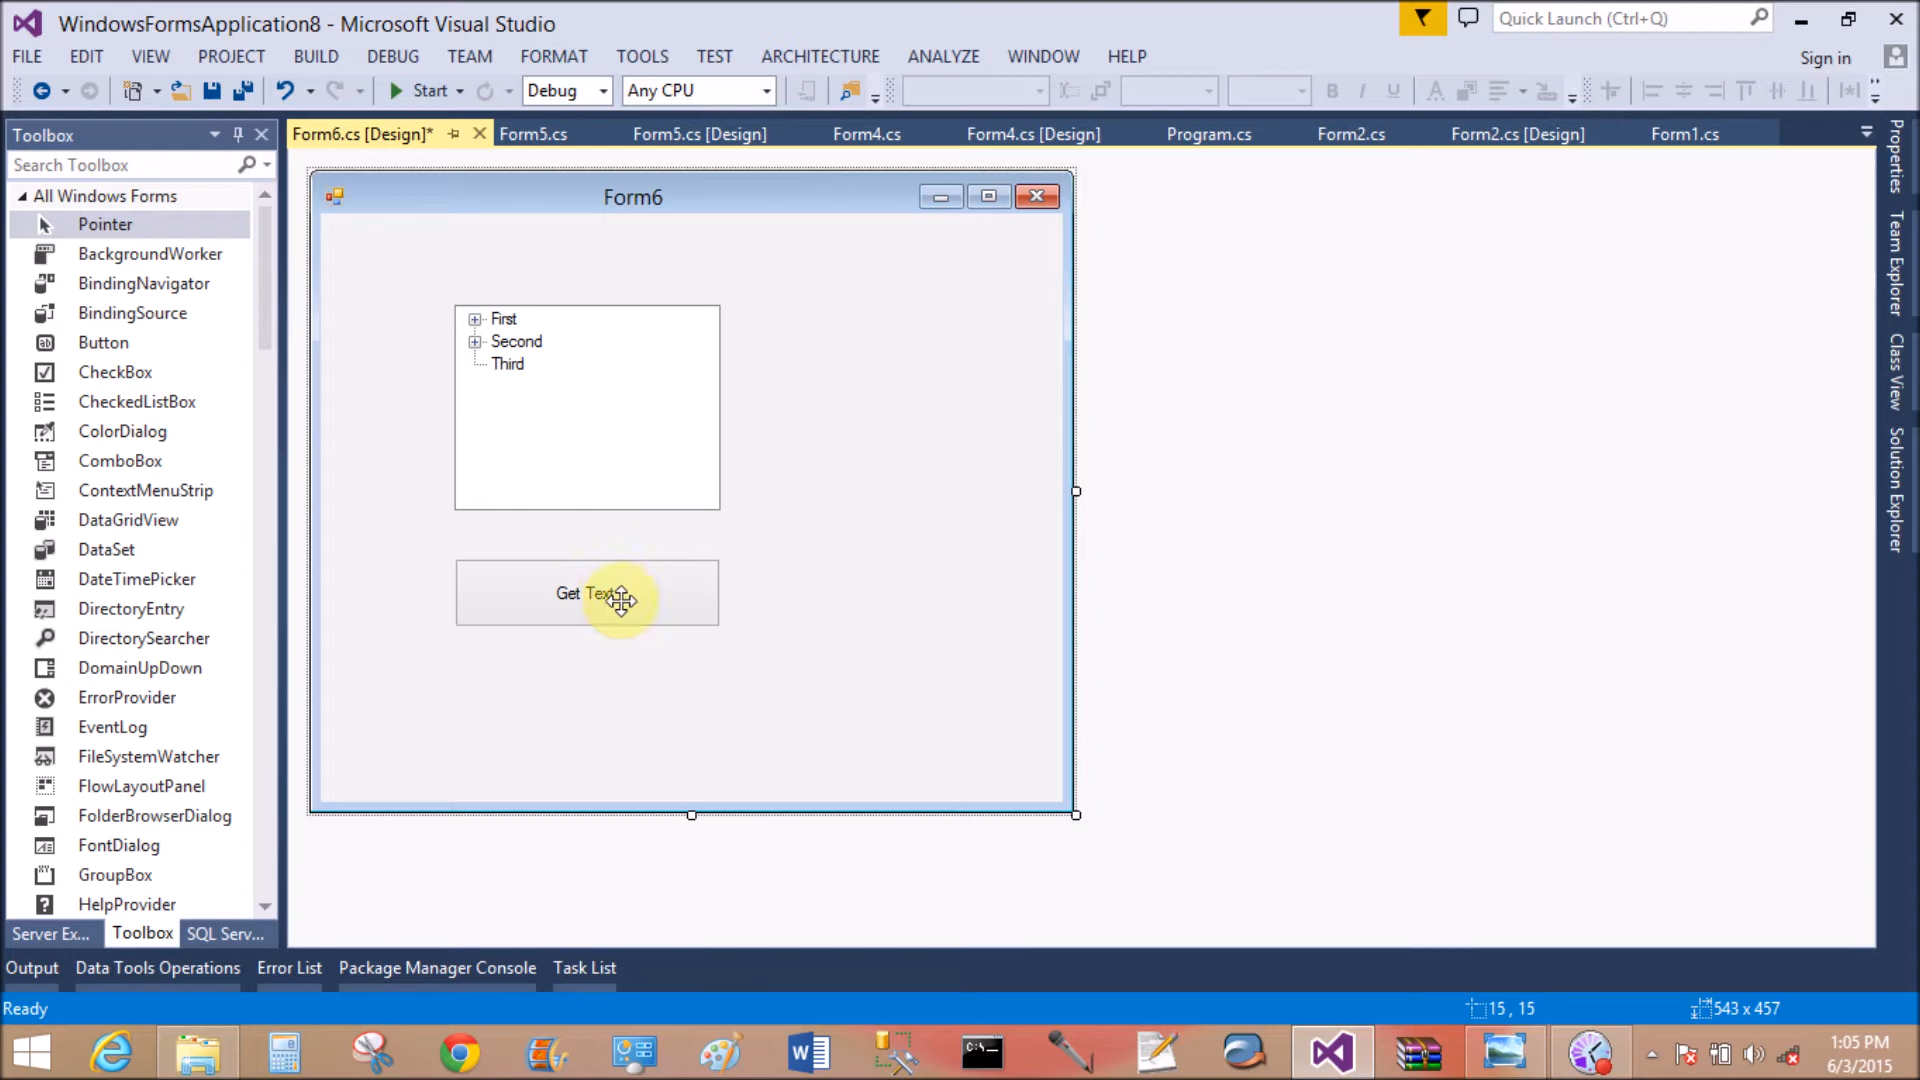 WindowsFormsApplication8 - Microsoft Visual Studio
Quick Launch (Ctrl+Q)
FILE EDIT VIEW PROJECT BUILD DEBUG TEAM FORMAT TOOLS TEST ARCHITECTURE ANALYZE WINDOW HELP
Sign in
Start Debug Any CPU
Toolbox
Form6.cs [Design]* Form5.cs Form5.cs [Design] Form4.cs Form4.cs [Design] Program.cs Form2.cs Form2.cs [Design] Form1.cs
Search Toolbox
All Windows Forms
Pointer
BackgroundWorker
BindingNavigator
BindingSource
Button
CheckBox
CheckedListBox
ColorDialog
ComboBox
ContextMenuStrip
DataGridView
DataSet
DateTimePicker
DirectoryEntry
DirectorySearcher
DomainUpDown
ErrorProvider
EventLog
FileSystemWatcher
FlowLayoutPanel
FolderBrowserDialog
FontDialog
GroupBox
HelpProvider
Form6
First
Second
Third
Get Text
Properties
Team Explorer
Class View
Solution Explorer
Server Ex... Toolbox SQL Serv...
Output Data Tools Operations Error List Package Manager Console Task List
Ready
15 , 15
543 x 457
1:05 PM
6/3/2015